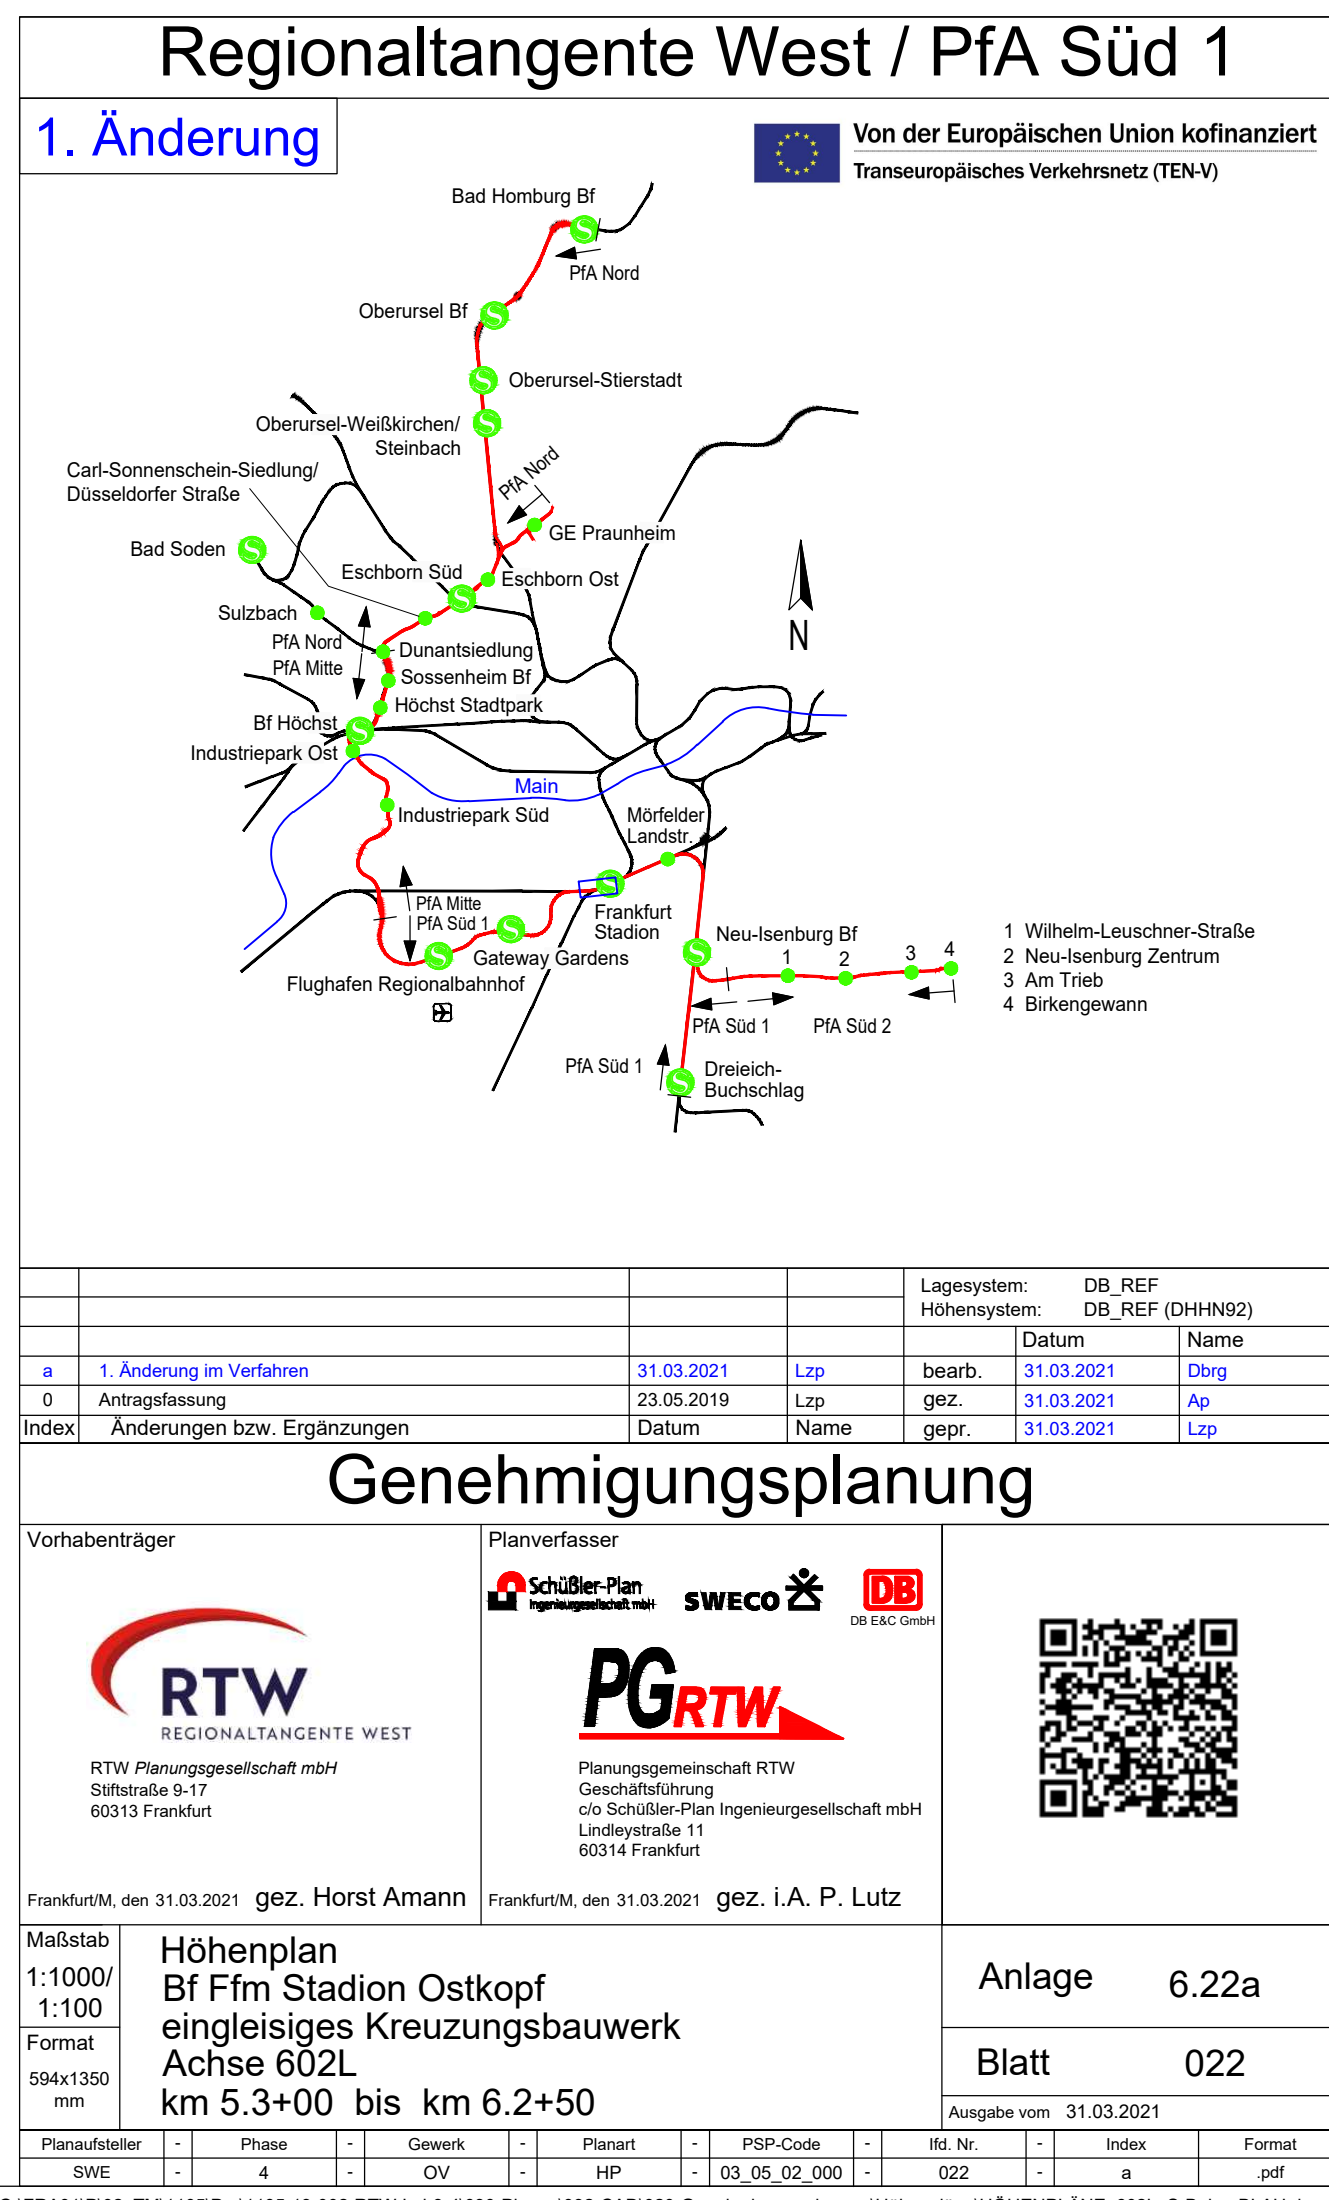 Regionaltangente West / PfA Süd 1
1. Änderung
Von der Europäischen Union kofinanziert
Transeuropäisches Verkehrsnetz (TEN-V)
Bad Homburg Bf
PfA Nord
Oberursel Bf
Oberursel-Stierstadt
Oberursel-Weißkirchen/
Steinbach
Carl-Sonnenschein-Siedlung/
Düsseldorfer Straße
PfA Nord
GE Praunheim
Bad Soden
Eschborn Süd
Eschborn Ost
Sulzbach
PfA Nord
PfA Mitte
Dunantsiedlung
Sossenheim Bf
Höchst Stadtpark
Bf Höchst
Industriepark Ost
N
Main
Industriepark Süd
Mörfelder
Landstr.
PfA Mitte
PfA Süd 1
Frankfurt
Stadion
Gateway Gardens
Flughafen Regionalbahnhof
Neu-Isenburg Bf
1 2 3 4
1 Wilhelm-Leuschner-Straße
2 Neu-Isenburg Zentrum
3 Am Trieb
4 Birkengewann
PfA Süd 1
PfA Süd 2
PfA Süd 1
Dreieich-
Buchschlag
Lagesystem: DB_REF
Höhensystem: DB_REF (DHHN92)
Datum Name
a 1. Änderung im Verfahren 31.03.2021 Lzp bearb. 31.03.2021 Dbrg
0 Antragsfassung 23.05.2019 Lzp gez. 31.03.2021 Ap
Index Änderungen bzw. Ergänzungen Datum Name gepr. 31.03.2021 Lzp
Genehmigungsplanung
Vorhabenträger
RTW
REGIONALTANGENTE WEST
RTW Planungsgesellschaft mbH
Stiftstraße 9-17
60313 Frankfurt
Frankfurt/M, den 31.03.2021 gez. Horst Amann
Planverfasser
Schüßler-Plan
Ingenieurgesellschaft mbH
SWECO
DB
DB E&C GmbH
PG RTW
Planungsgemeinschaft RTW
Geschäftsführung
c/o Schüßler-Plan Ingenieurgesellschaft mbH
Lindleystraße 11
60314 Frankfurt
Frankfurt/M, den 31.03.2021 gez. i.A. P. Lutz
Maßstab
1:1000/
1:100
Format
594x1350
mm
Höhenplan
Bf Ffm Stadion Ostkopf
eingleisiges Kreuzungsbauwerk
Achse 602L
km 5.3+00 bis km 6.2+50
Anlage 6.22a
Blatt 022
Ausgabe vom 31.03.2021
Planaufsteller - Phase - Gewerk - Planart - PSP-Code - lfd. Nr. - Index Format
SWE - 4 - OV - HP - 03_05_02_000 - 022 - a .pdf